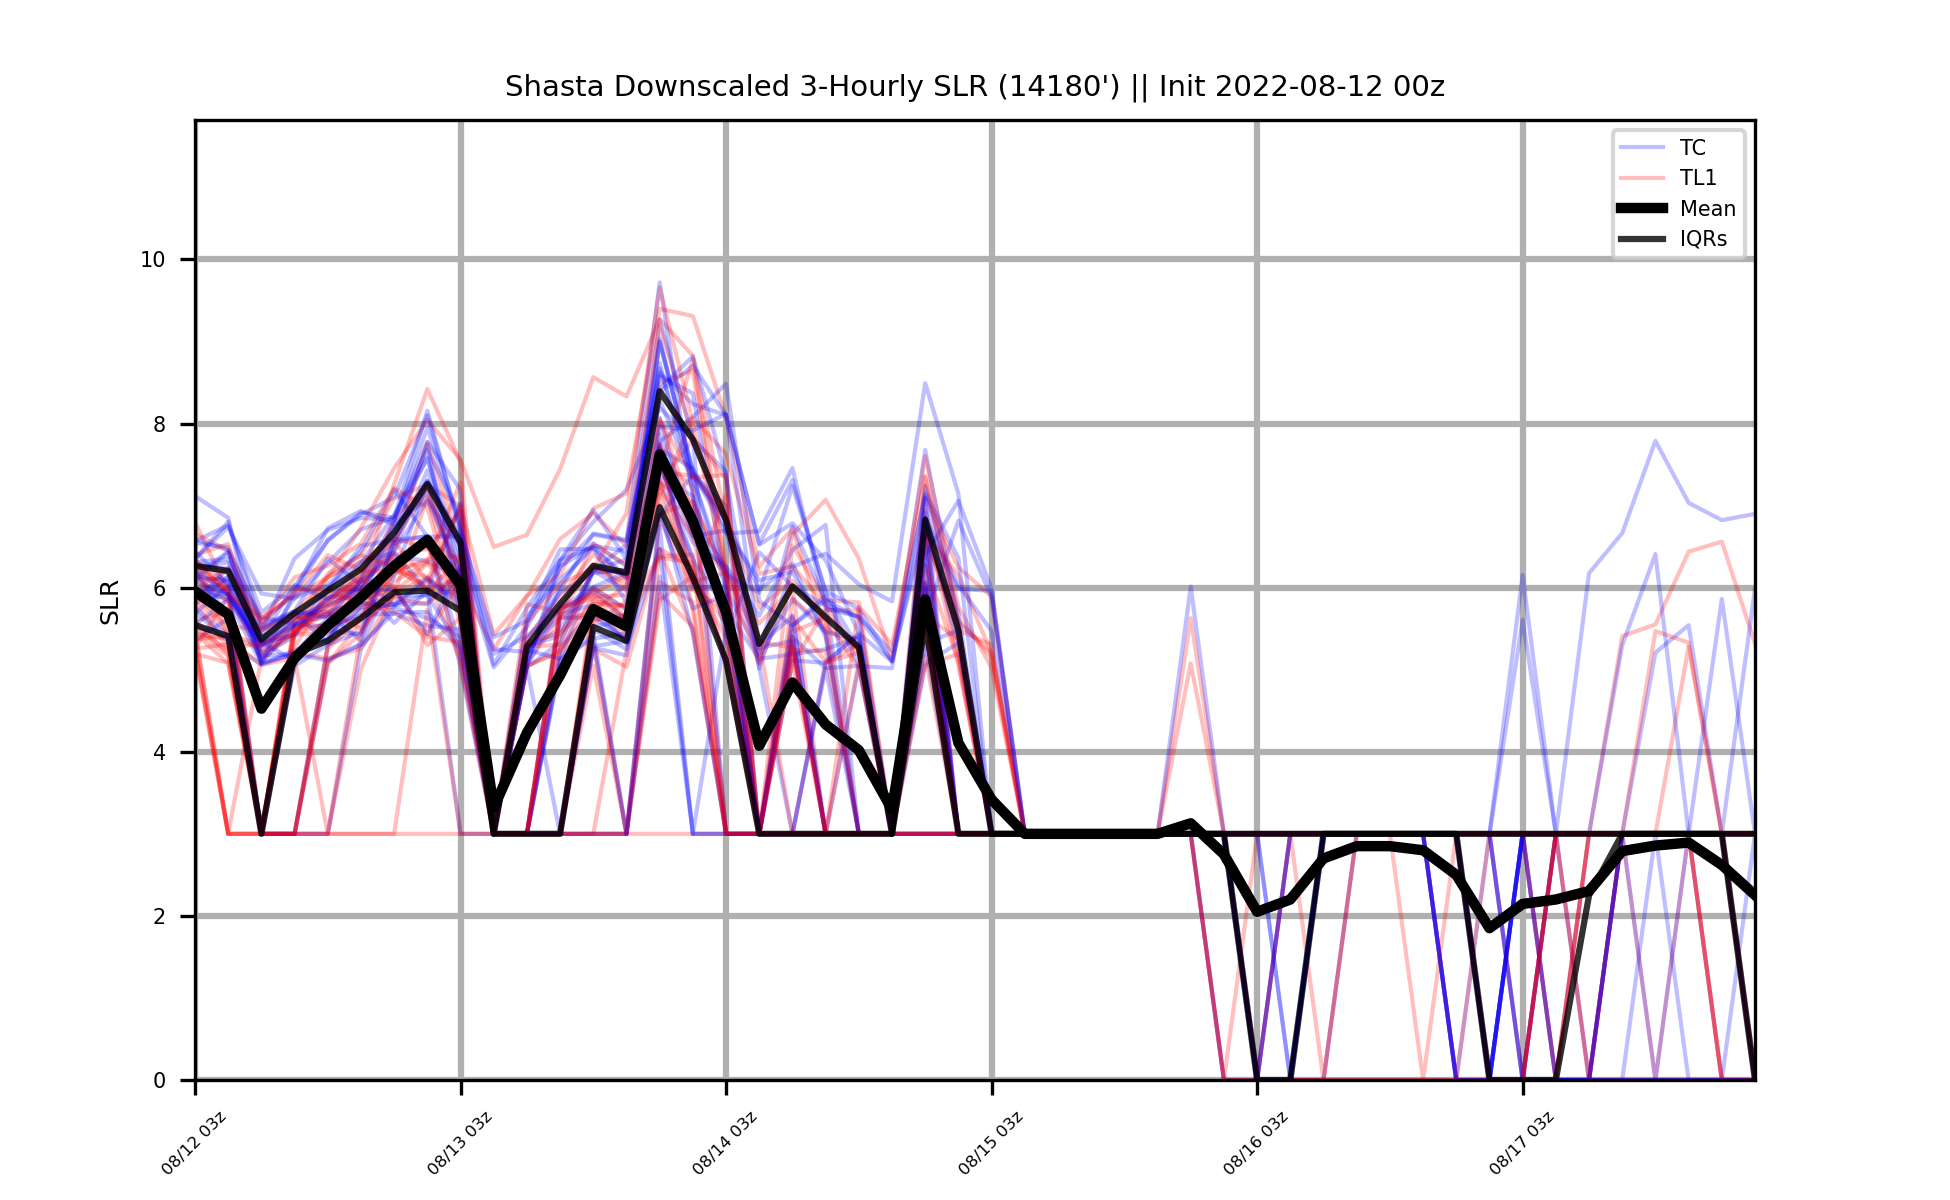 Shasta Downscaled 3-Hourly SLR (14180') || Init 2022-08-12 00z
TC
TL1
Mean
IQRs
SLR
10
8
6
4
2
0
08/12 03z
08/13 03z
08/14 03z
08/15 03z
08/16 03z
08/17 03z